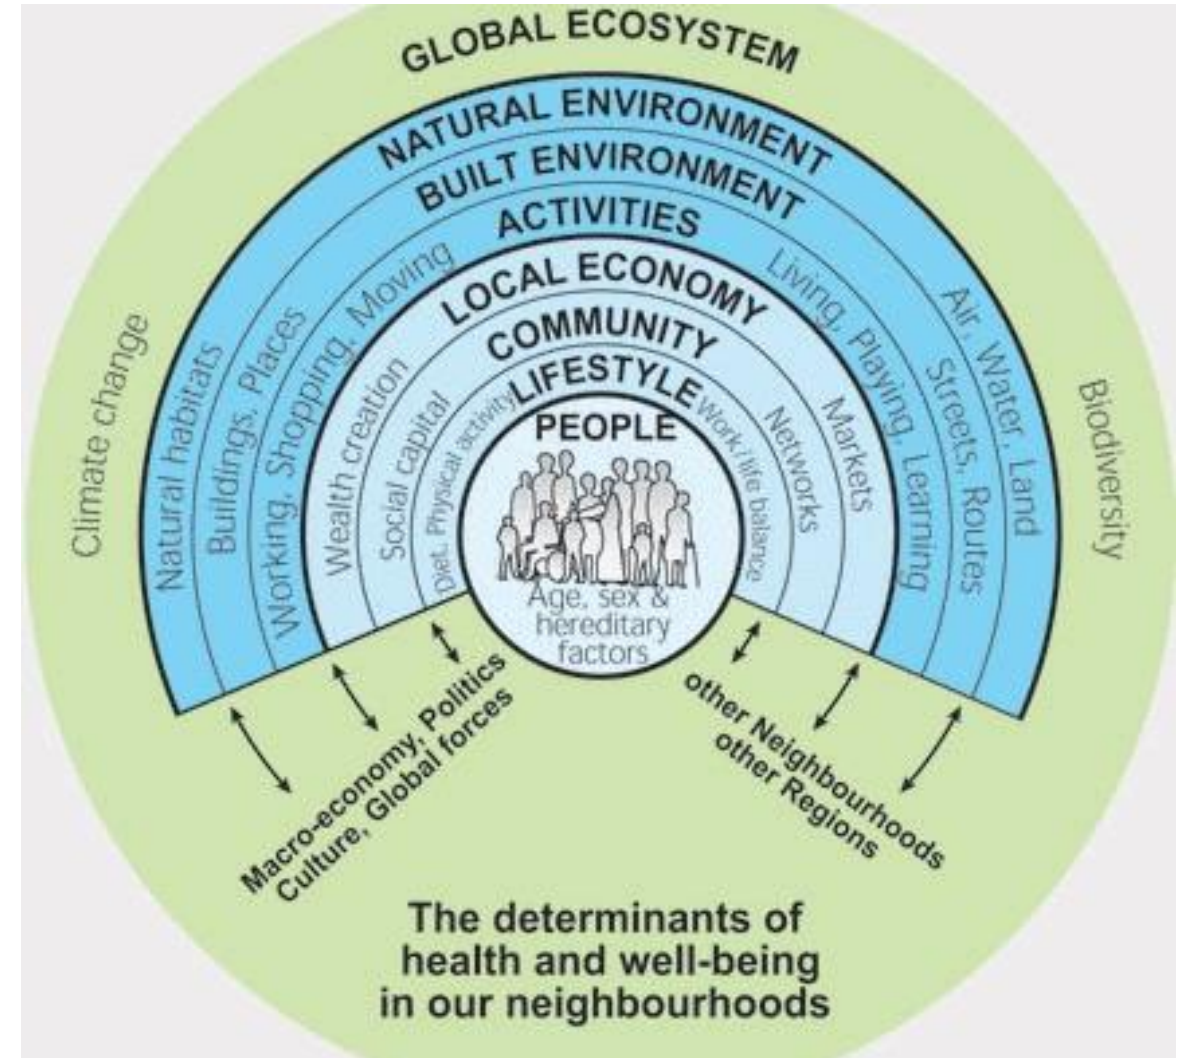 GLOBAL ECOSYSTEM
NATURAL ENVIRONMENT
BUILT ENVIRONMENT
ACTIVITIES
LOCAL ECONOMY
COMMUNITY
LIFESTYLE
PEOPLE
Age, sex &
hereditary
factors
Climate change
Natural habitats
Buildings, Places
Working, Shopping, Moving
Wealth creation
Social capital
Diet, Physical activity
Work/life balance
Networks
Markets
Living, Playing, Learning
Streets, Routes
Air, Water, Land
Biodiversity
Macro-economy, Politics
Culture, Global forces
other Neighbourhoods
other Regions
The determinants of
health and well-being
in our neighbourhoods